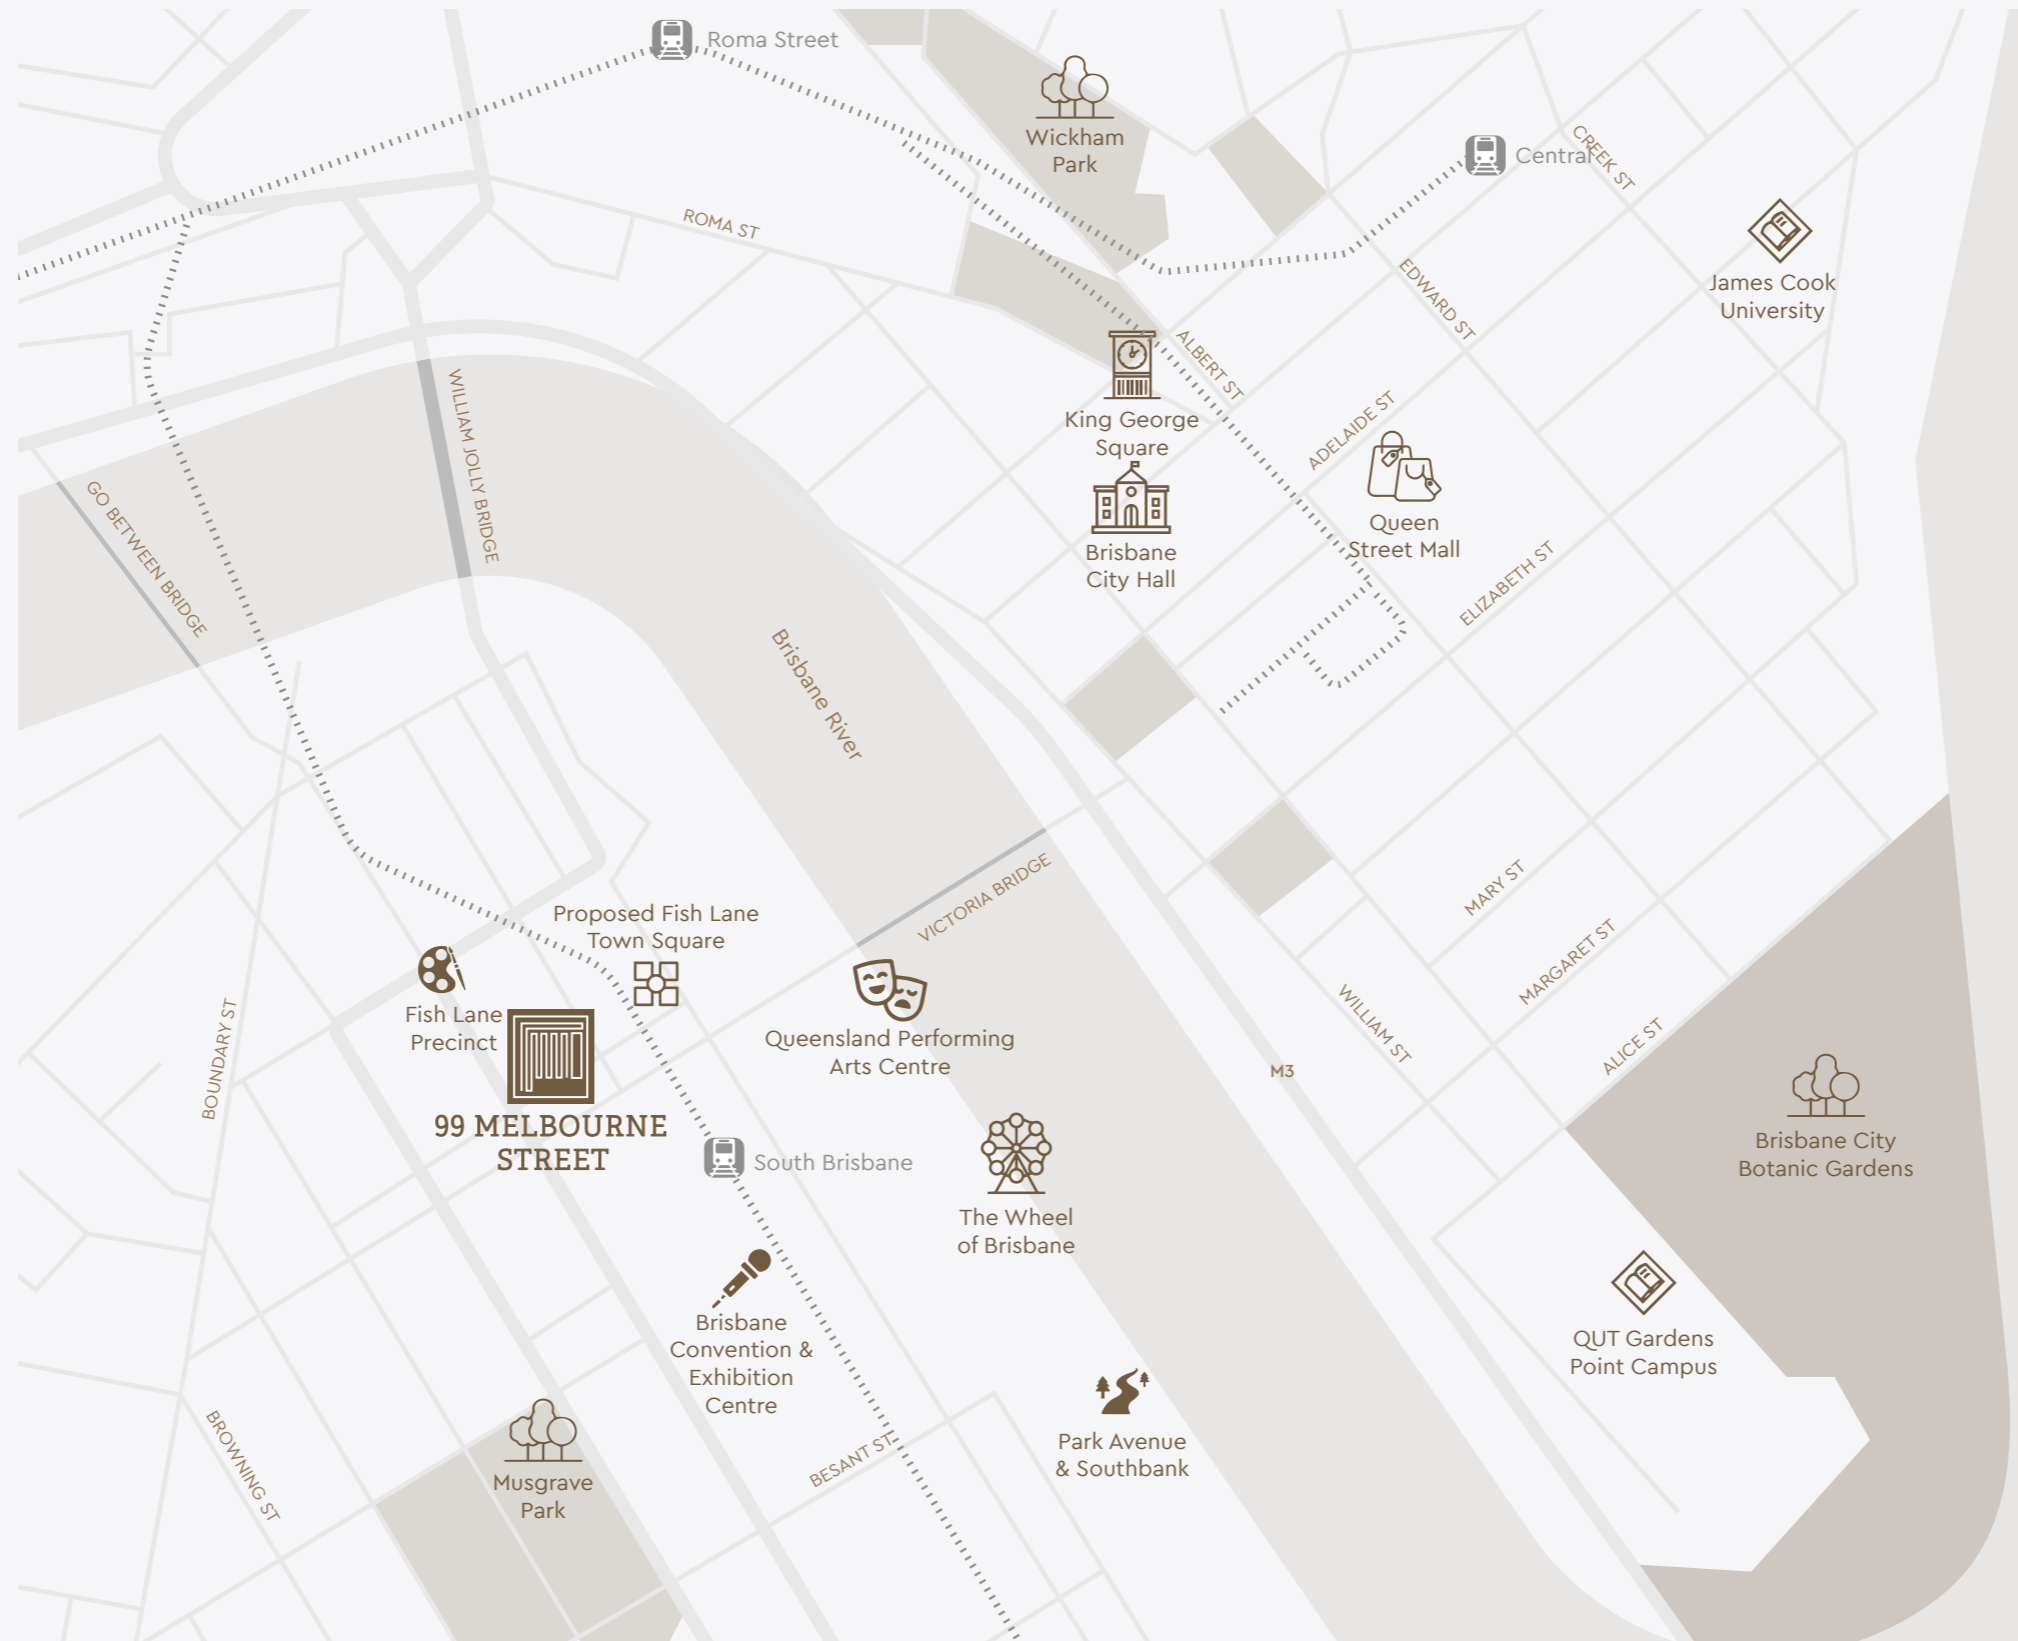 Roma Street
Wickham
Park
Central
CREEK ST
ROMA ST
James Cook
University
EDWARD ST
ALBERT ST
King George
Square
ADELAIDE ST
WILLIAM JOLLY BRIDGE
GO BETWEEN BRIDGE
Queen
Street Mall
Brisbane
City Hall
ELIZABETH ST
Brisbane River
VICTORIA BRIDGE
MARY ST
MARGARET ST
Proposed Fish Lane
Town Square
Fish Lane
Precinct
BOUNDARY ST
Queensland Performing
Arts Centre
WILLIAM ST
ALICE ST
M3
99 MELBOURNE
STREET
South Brisbane
Brisbane City
Botanic Gardens
The Wheel
of Brisbane
Brisbane
Convention &
Exhibition
Centre
QUT Gardens
Point Campus
BROWNING ST
Musgrave
Park
BESANT ST
Park Avenue
& Southbank